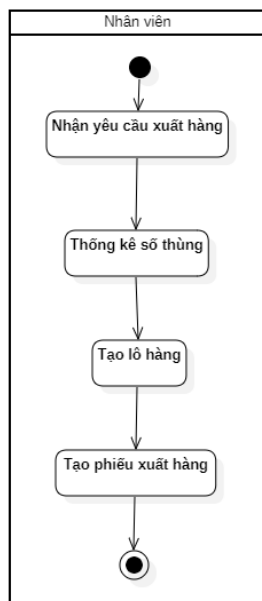 Nhân viên
Nhận yêu cầu xuất hàng
Thống kê số thùng
Tạo lô hàng
Tạo phiếu xuất hàng